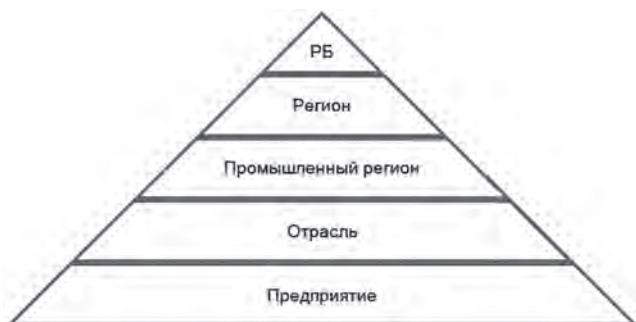 РБ
Регион
Промышленный регион
Отрасль
Предприятие